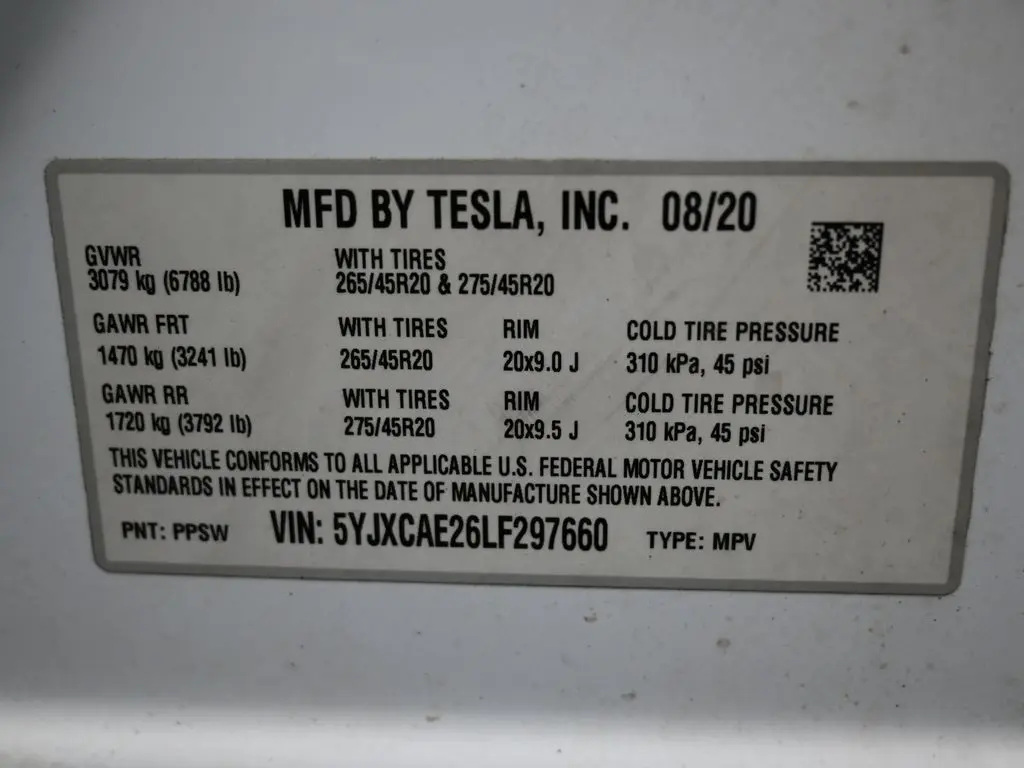 MFD BY TESLA, INC. 08/20
GVWR WITH TIRES
3079 kg (6788 lb) 265/45R20 & 275/45R20
GAWR FRT WITH TIRES RIM COLD TIRE PRESSURE
1470 kg (3241 lb) 265/45R20 20x9.0 J 310 kPa, 45 psi
GAWR RR WITH TIRES RIM COLD TIRE PRESSURE
1720 kg (3792 lb) 275/45R20 20x9.5 J 310 kPa, 45 psi
THIS VEHICLE CONFORMS TO ALL APPLICABLE U.S. FEDERAL MOTOR VEHICLE SAFETY
STANDARDS IN EFFECT ON THE DATE OF MANUFACTURE SHOWN ABOVE.
PNT: PPSW VIN: 5YJXCAE26LF297660 TYPE: MPV